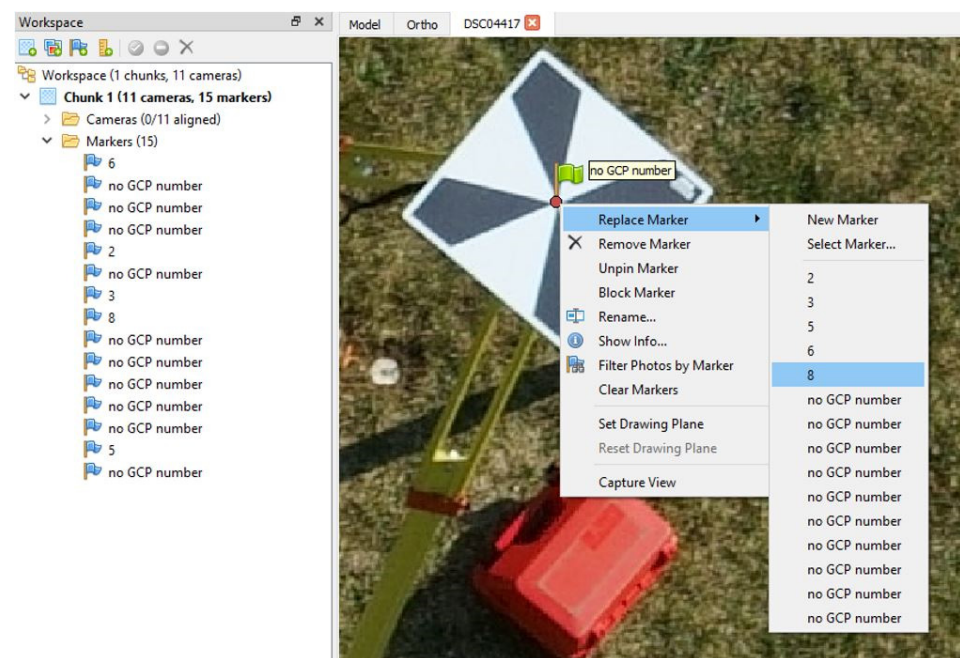 Workspace
Workspace (1 chunks, 11 cameras)
Chunk 1 (11 cameras, 15 markers)
Cameras (0/11 aligned)
Markers (15)
6
no GCP number
no GCP number
no GCP number
2
no GCP number
3
8
no GCP number
no GCP number
no GCP number
no GCP number
no GCP number
5
no GCP number
Model Ortho DSC04417
no GCP number
Replace Marker
Remove Marker
Unpin Marker
Block Marker
Rename...
Show Info...
Filter Photos by Marker
Clear Markers
Set Drawing Plane
Reset Drawing Plane
Capture View
New Marker
Select Marker...
2
3
5
6
8
no GCP number
no GCP number
no GCP number
no GCP number
no GCP number
no GCP number
no GCP number
no GCP number
no GCP number
no GCP number